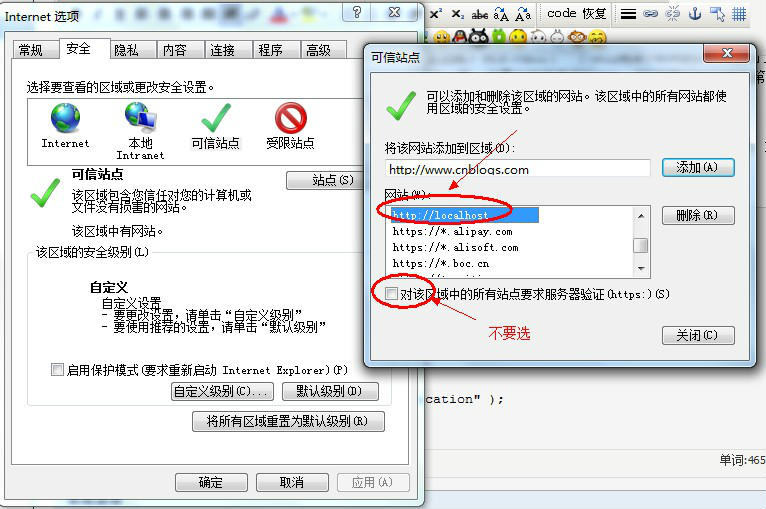 Internet 选项
code 恢复
常规 安全 隐私 内容 连接 程序 高级
选择要查看的区域或更改安全设置。
Internet
本地
Intranet
可信站点
受限站点
可信站点
该区域包含您信任对您的计算机或
文件没有损害的网站。
该区域中有网站。
站点(S)
该区域的安全级别(L)
自定义
自定义设置
- 要更改设置，请单击“自定义级别”
- 要使用推荐的设置，请单击“默认级别”
启用保护模式(要求重新启动 Internet Explorer)(P)
自定义级别(C)...
默认级别(D)
将所有区域重置为默认级别(R)
确定
取消
应用(A)
可信站点
可以添加和删除该区域的网站。该区域中的所有网站都使
用区域的安全设置。
将该网站添加到区域(D):
http://www.cnblogs.com
添加(A)
网站(W):
http://localhost
https://*.alipay.com
https://*.alisoft.com
https://*.boc.cn
删除(R)
对该区域中的所有站点要求服务器验证(https:)(S)
不要选
关闭(C)
cation" );
单词:465